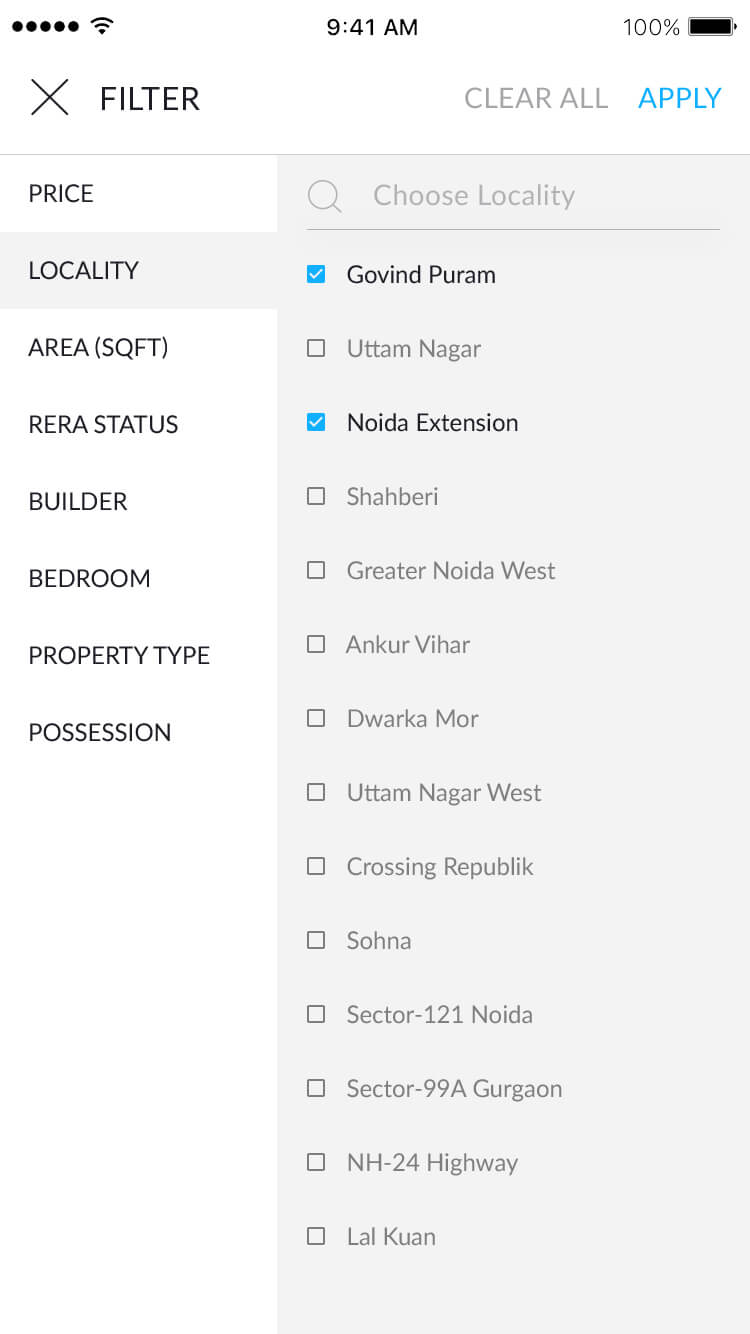 9:41 AM 100%
FILTER CLEAR ALL APPLY
PRICE
LOCALITY
AREA (SQFT)
RERA STATUS
BUILDER
BEDROOM
PROPERTY TYPE
POSSESSION
Choose Locality
Govind Puram
Uttam Nagar
Noida Extension
Shahberi
Greater Noida West
Ankur Vihar
Dwarka Mor
Uttam Nagar West
Crossing Republik
Sohna
Sector-121 Noida
Sector-99A Gurgaon
NH-24 Highway
Lal Kuan